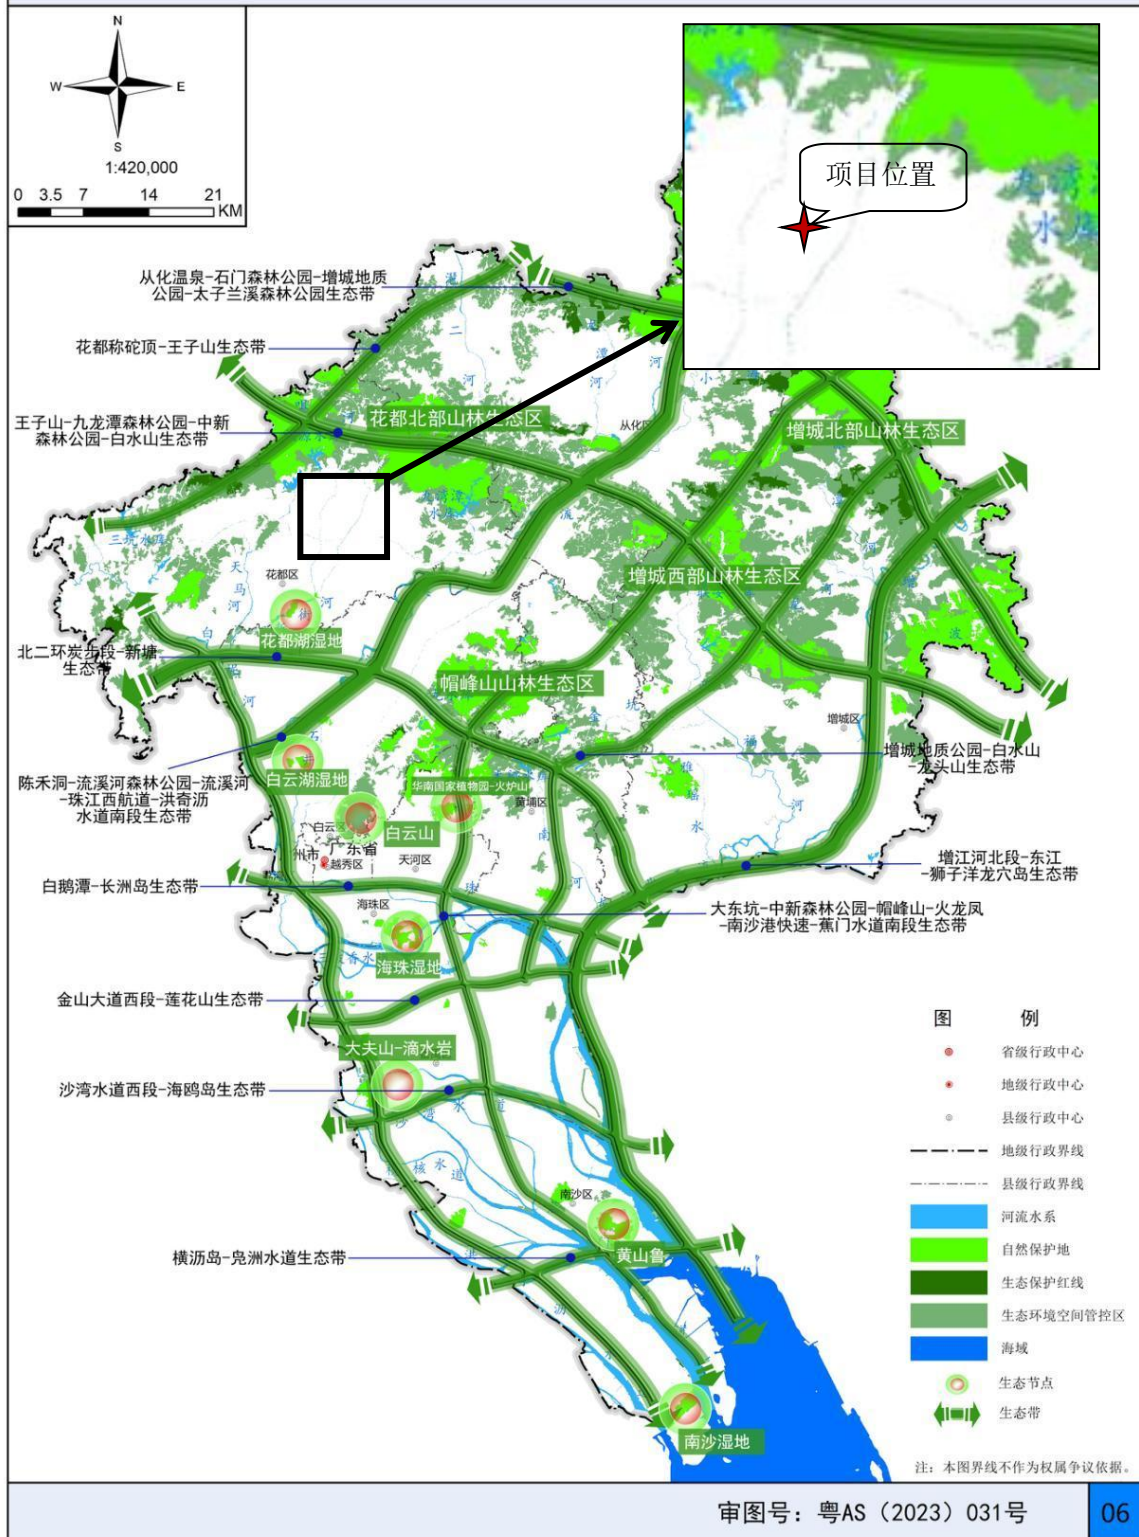 N
W
E
S
1:420,000
0 3.5 7 14 21
KM
项目位置
从化温泉-石门森林公园-增城地质
公园-太子兰溪森林公园生态带
花都称砣顶-王子山生态带
王子山-九龙潭森林公园-中新
森林公园-白水山生态带
花都北部山林生态区
从化区
增城北部山林生态区
三坑水库
天马河
花都区
增城西部山林生态区
花都湖湿地
北二环炭步段-新塘
生态带
帽峰山山林生态区
增城区
增城地质公园-白水山
-龙头山生态带
陈禾洞-流溪河森林公园-流溪河
-珠江西航道-洪奇沥
水道南段生态带
白云湖湿地
华南国家植物园-火炉山
黄埔区
白云区
白云山
广东省
州市
越秀区
天河区
白鹅潭-长洲岛生态带
海珠区
增江河北段-东江
-狮子洋龙穴岛生态带
大东坑-中新森林公园-帽峰山-火龙凤
-南沙港快速-蕉门水道南段生态带
海珠湿地
金山大道西段-莲花山生态带
大夫山-滴水岩
沙湾水道西段-海鸥岛生态带
南沙区
黄山鲁
横沥岛-凫洲水道生态带
南沙湿地
图 例
省级行政中心
地级行政中心
县级行政中心
地级行政界线
县级行政界线
河流水系
自然保护地
生态保护红线
生态环境空间管控区
海域
生态节点
生态带
注：本图界线不作为权属争议依据。
审图号：粤AS（2023）031号
06